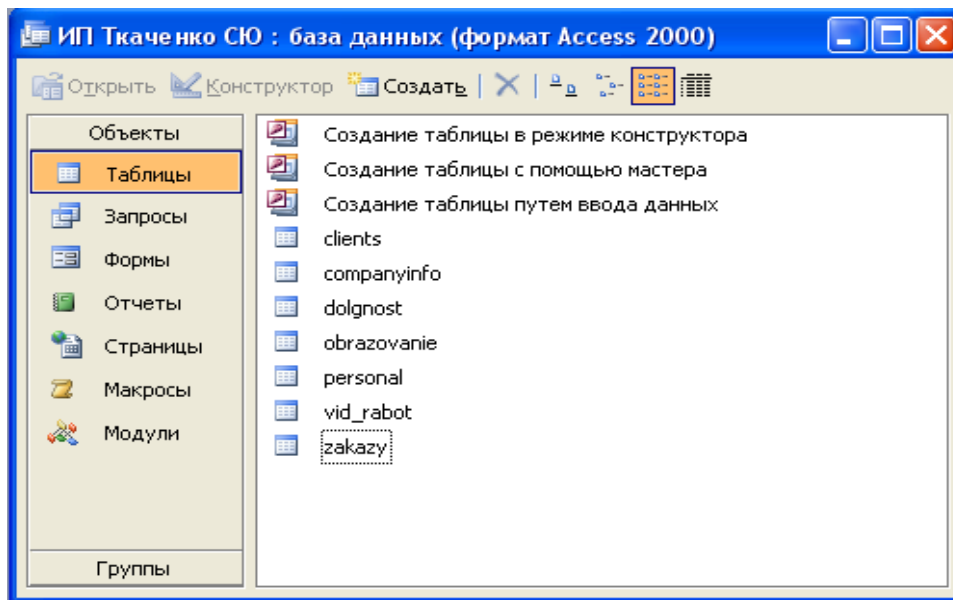 ИП Ткаченко СЮ : база данных (формат Access 2000)
Открыть Конструктор Создать
Объекты
Таблицы
Запросы
Формы
Отчеты
Страницы
Макросы
Модули
Группы
Создание таблицы в режиме конструктора
Создание таблицы с помощью мастера
Создание таблицы путем ввода данных
clients
companyinfo
dolgnost
obrazovanie
personal
vid_rabot
zakazy